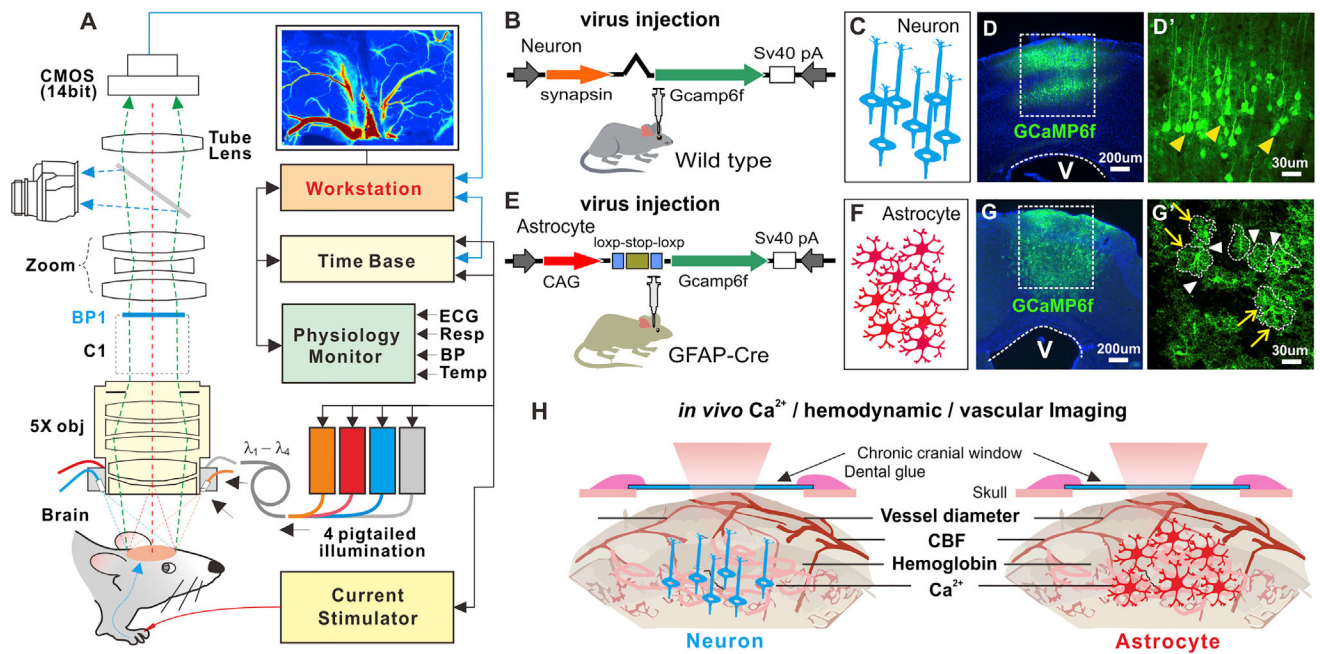 A
CMOS
(14bit)
Tube
Lens
Zoom
BP1
C1
5X obj
Brain
Workstation
Time Base
Physiology
Monitor
ECG
Resp
BP
Temp
λ1 – λ4
4 pigtailed
illumination
Current
Stimulator
B
virus injection
Neuron
Sv40 pA
synapsin
Gcamp6f
Wild type
C
Neuron
D
GCaMP6f
V
200um
D'
30um
E
virus injection
Astrocyte
loxp-stop-loxp
Sv40 pA
CAG
Gcamp6f
GFAP-Cre
F
Astrocyte
G
GCaMP6f
V
200um
G'
30um
H
in vivo Ca2+ / hemodynamic / vascular Imaging
Chronic cranial window
Dental glue
Skull
Vessel diameter
CBF
Hemoglobin
Ca2+
Neuron
Astrocyte